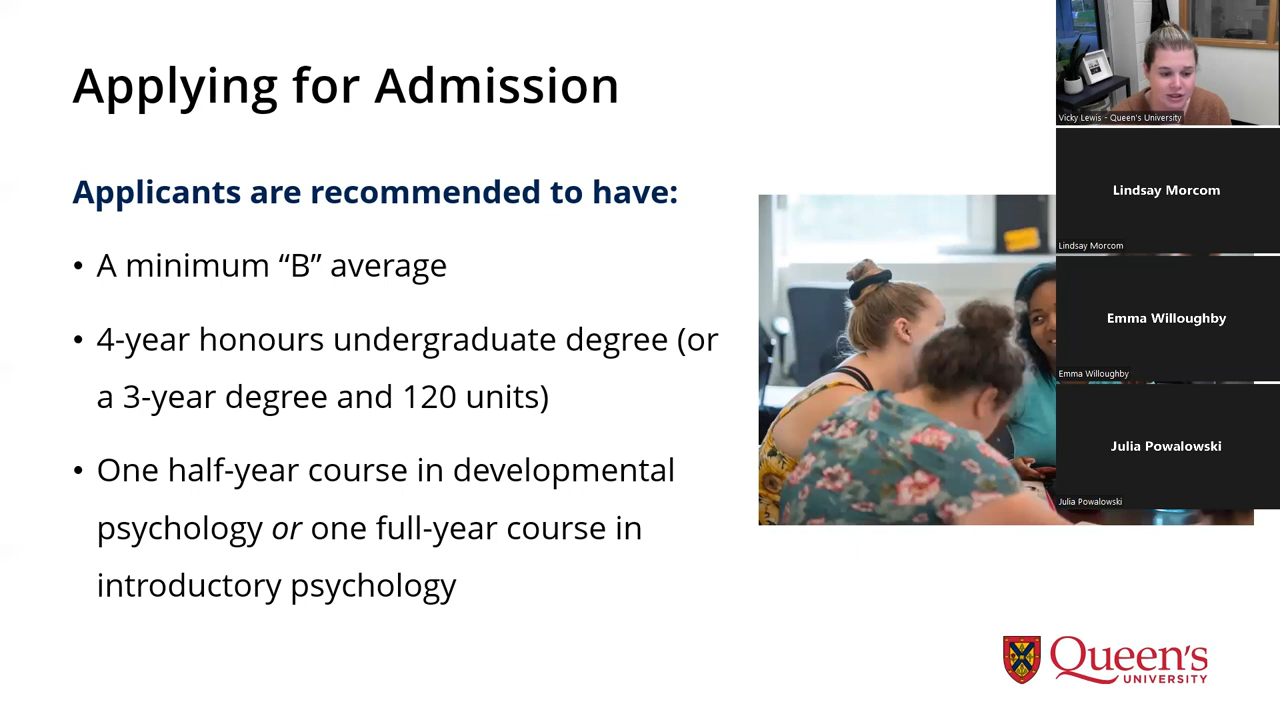 Applying for Admission
Applicants are recommended to have:
• A minimum “B” average
• 4-year honours undergraduate degree (or
a 3-year degree and 120 units)
• One half-year course in developmental
psychology or one full-year course in
introductory psychology
Vicky Lewis - Queen's University
Lindsay Morcom
Lindsay Morcom
Emma Willoughby
Emma Willoughby
Julia Powalowski
Julia Powalowski
Queen's
UNIVERSITY